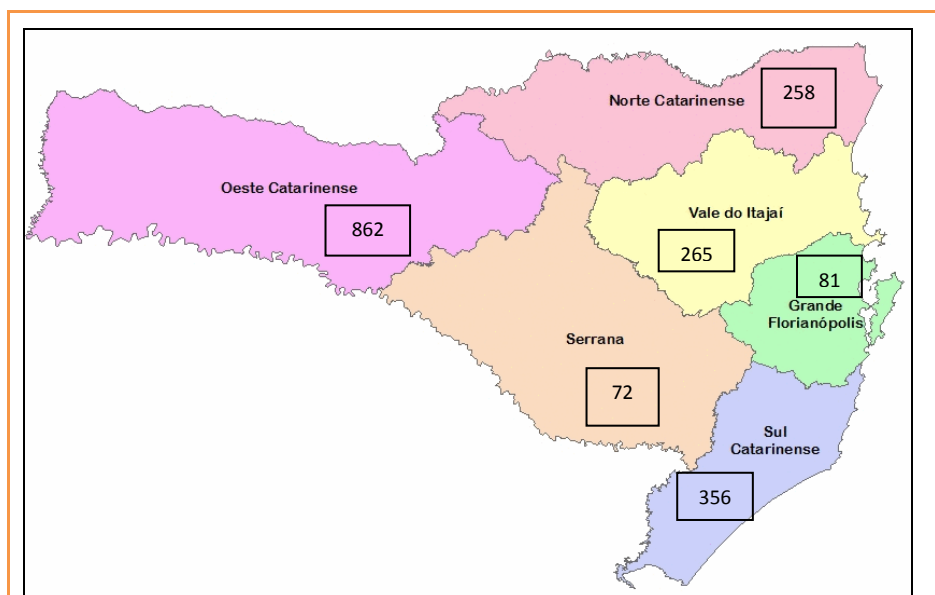 Norte Catarinense
258
Oeste Catarinense
862
Vale do Itajaí
265
81
Grande
Florianópolis
Serrana
72
Sul
Catarinense
356